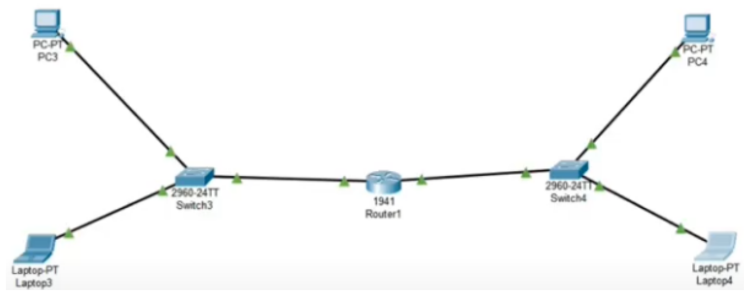 PC-PT
PC3
PC-PT
PC4
2960-24TT
Switch3
1941
Router1
2960-24TT
Switch4
Laptop-PT
Laptop3
Laptop-PT
Laptop4